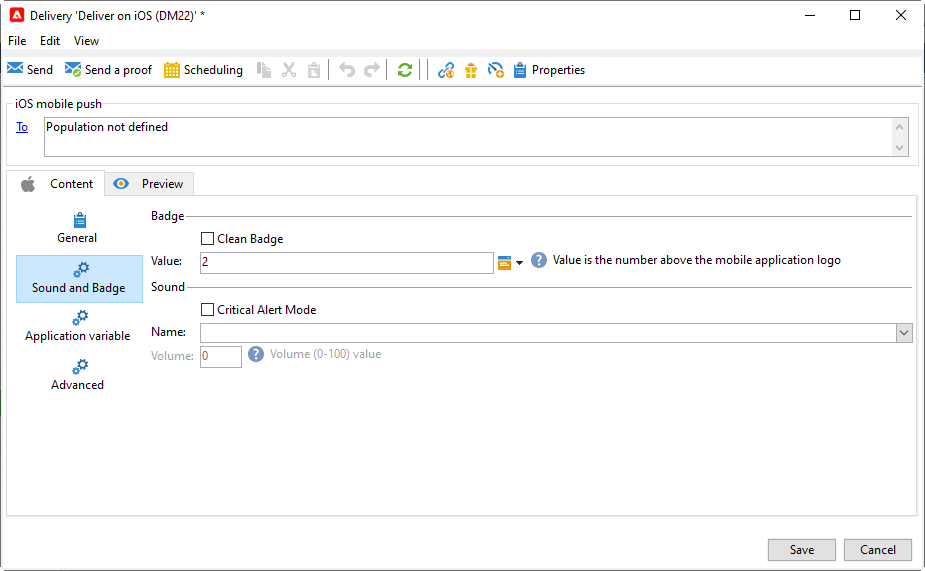 Delivery 'Deliver on iOS (DM22)' *
File Edit View
Send Send a proof Scheduling Properties
iOS mobile push
To Population not defined
Content Preview
General
Sound and Badge
Application variable
Advanced
Badge
Clean Badge
Value: 2 ? Value is the number above the mobile application logo
Sound
Critical Alert Mode
Name:
Volume: 0 ? Volume (0-100) value
Save Cancel